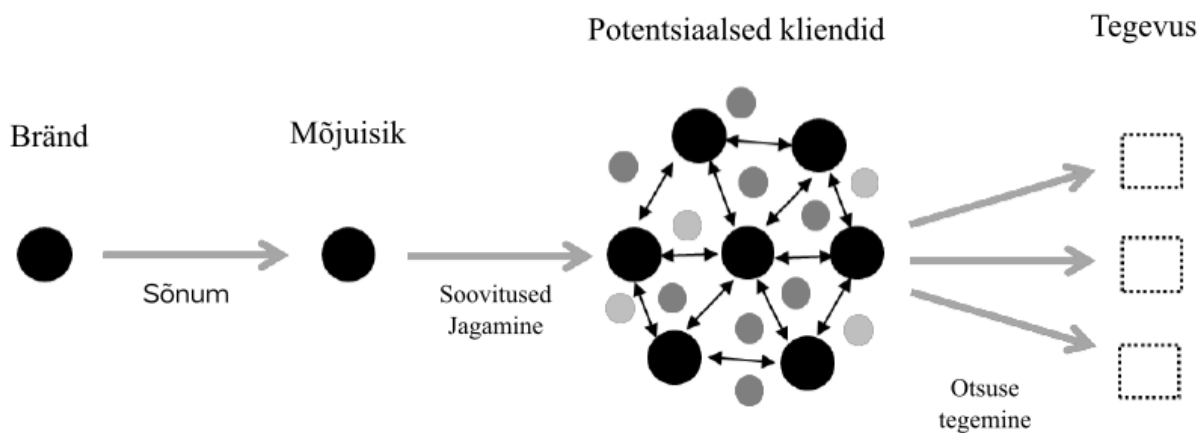 Potentsiaalsed kliendid
Tegevus
Bränd
Mõjuisik
Sõnum
Soovitused
Jagamine
Otsuse
tegemine